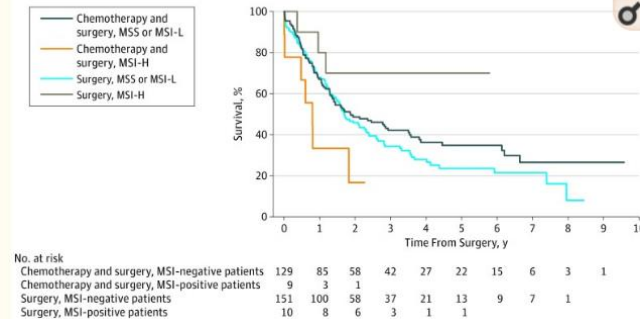 Chemotherapy and
surgery, MSS or MSI-L
Chemotherapy and
surgery, MSI-H
Surgery, MSS or MSI-L
Surgery, MSI-H
Survival, %
100
80
60
40
20
0
0 1 2 3 4 5 6 7 8 9
Time From Surgery, y
No. at risk
Chemotherapy and surgery, MSI-negative patients 129 85 58 42 27 22 15 6 3 1
Chemotherapy and surgery, MSI-positive patients 9 3 1
Surgery, MSI-negative patients 151 100 58 37 21 13 9 7 1
Surgery, MSI-positive patients 10 8 6 3 1 1